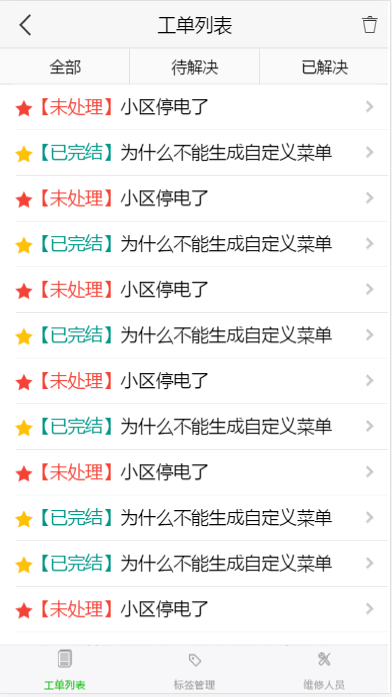 工单列表
全部 待解决 已解决
【未处理】小区停电了
【已完结】为什么不能生成自定义菜单
【未处理】小区停电了
【已完结】为什么不能生成自定义菜单
【未处理】小区停电了
【已完结】为什么不能生成自定义菜单
【未处理】小区停电了
【已完结】为什么不能生成自定义菜单
【未处理】小区停电了
【已完结】为什么不能生成自定义菜单
【已完结】为什么不能生成自定义菜单
【未处理】小区停电了
工单列表 标签管理 维修人员